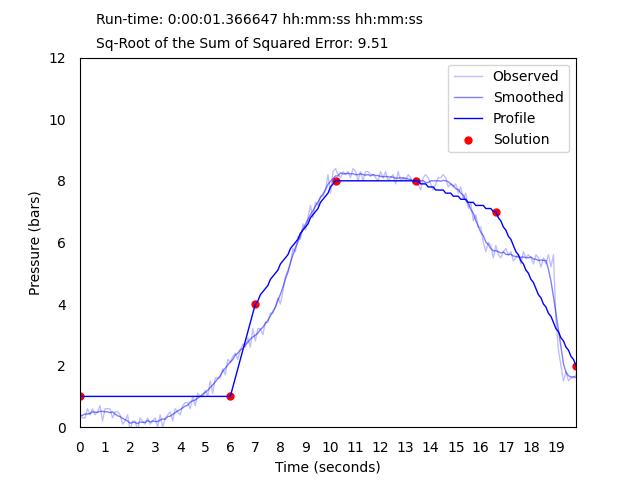 Run-time: 0:00:01.366647 hh:mm:ss hh:mm:ss
Sq-Root of the Sum of Squared Error: 9.51
Observed
Smoothed
Profile
Solution
Pressure (bars)
12
10
8
6
4
2
0
0 1 2 3 4 5 6 7 8 9 10 11 12 13 14 15 16 17 18 19
Time (seconds)